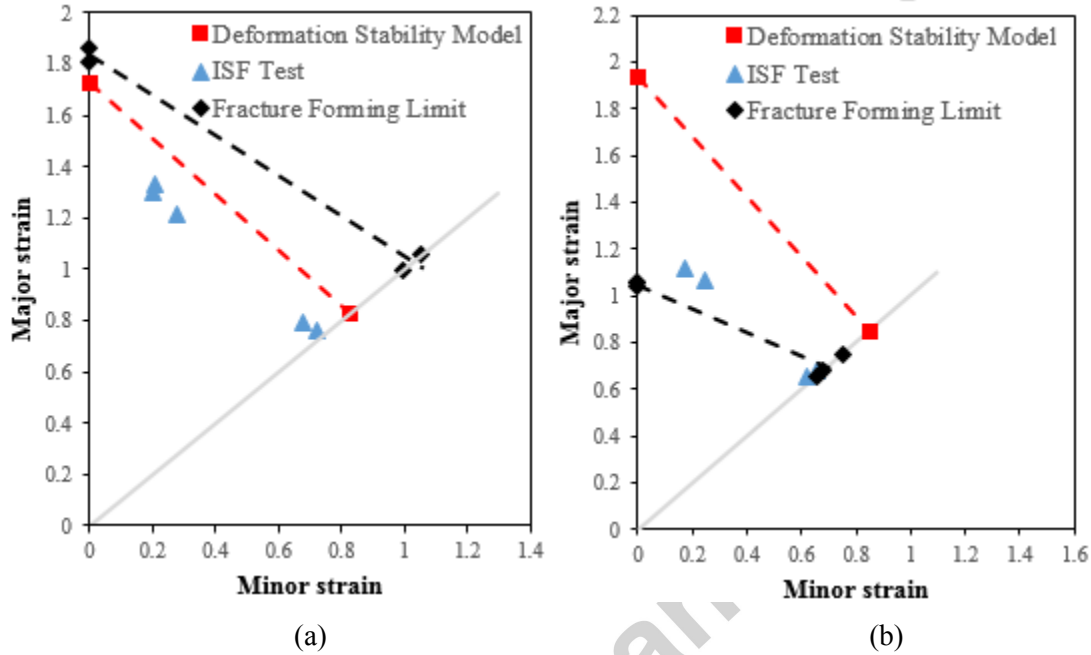 2
1.8
1.6
1.4
1.2
1
0.8
0.6
0.4
0.2
0
Major strain
Deformation Stability Model
ISF Test
Fracture Forming Limit
0 0.2 0.4 0.6 0.8 1 1.2 1.4
Minor strain
(a)
2.2
2
1.8
1.6
1.4
1.2
1
0.8
0.6
0.4
0.2
0
Major strain
Deformation Stability Model
ISF Test
Fracture Forming Limit
0 0.2 0.4 0.6 0.8 1 1.2 1.4 1.6
Minor strain
(b)